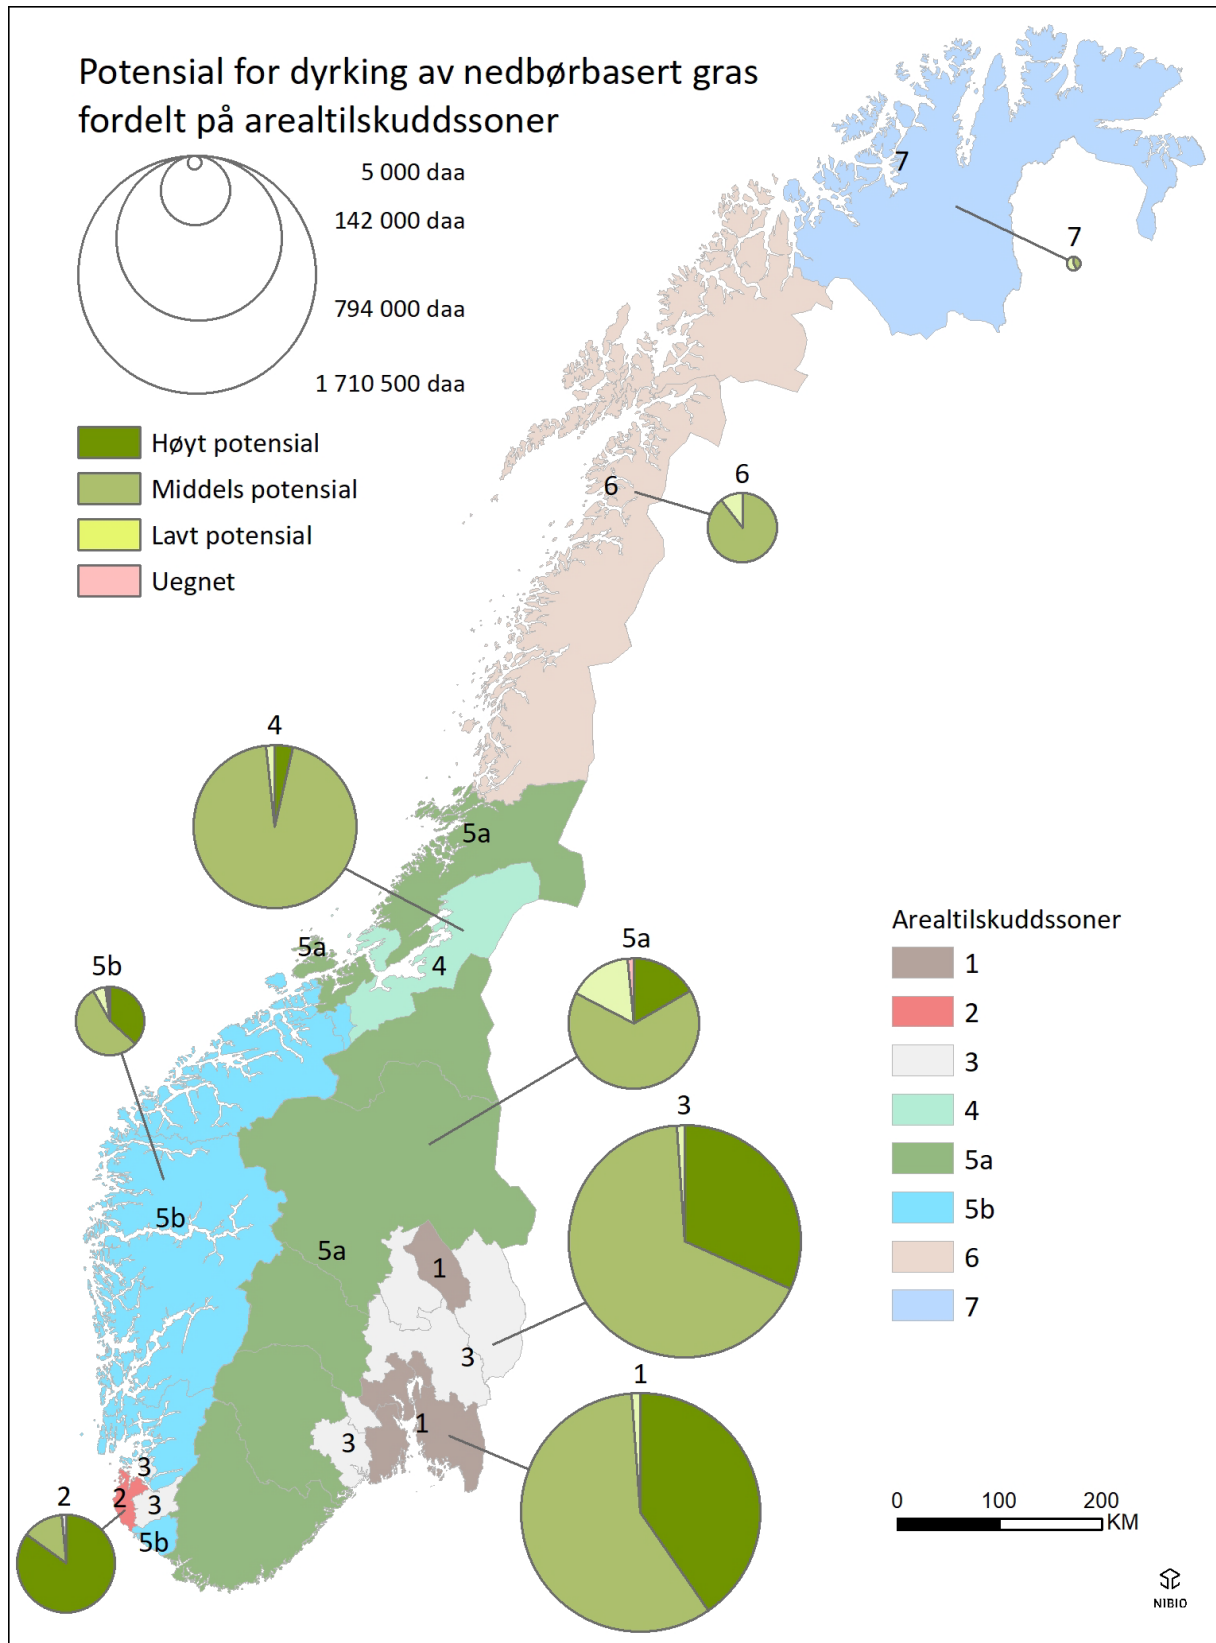 Potensial for dyrking av nedbørbasert gras
fordelt på arealtilskuddssoner
5 000 daa
142 000 daa
794 000 daa
1 710 500 daa
Høyt potensial
Middels potensial
Lavt potensial
Uegnet
7
7
6
6
4
5a
5a
4
5b
5a
3
5b
5a
1
3
1
1
3
3
2
3
2
5b
Arealtilskuddssoner
1
2
3
4
5a
5b
6
7
0 100 200
KM
NIBIO